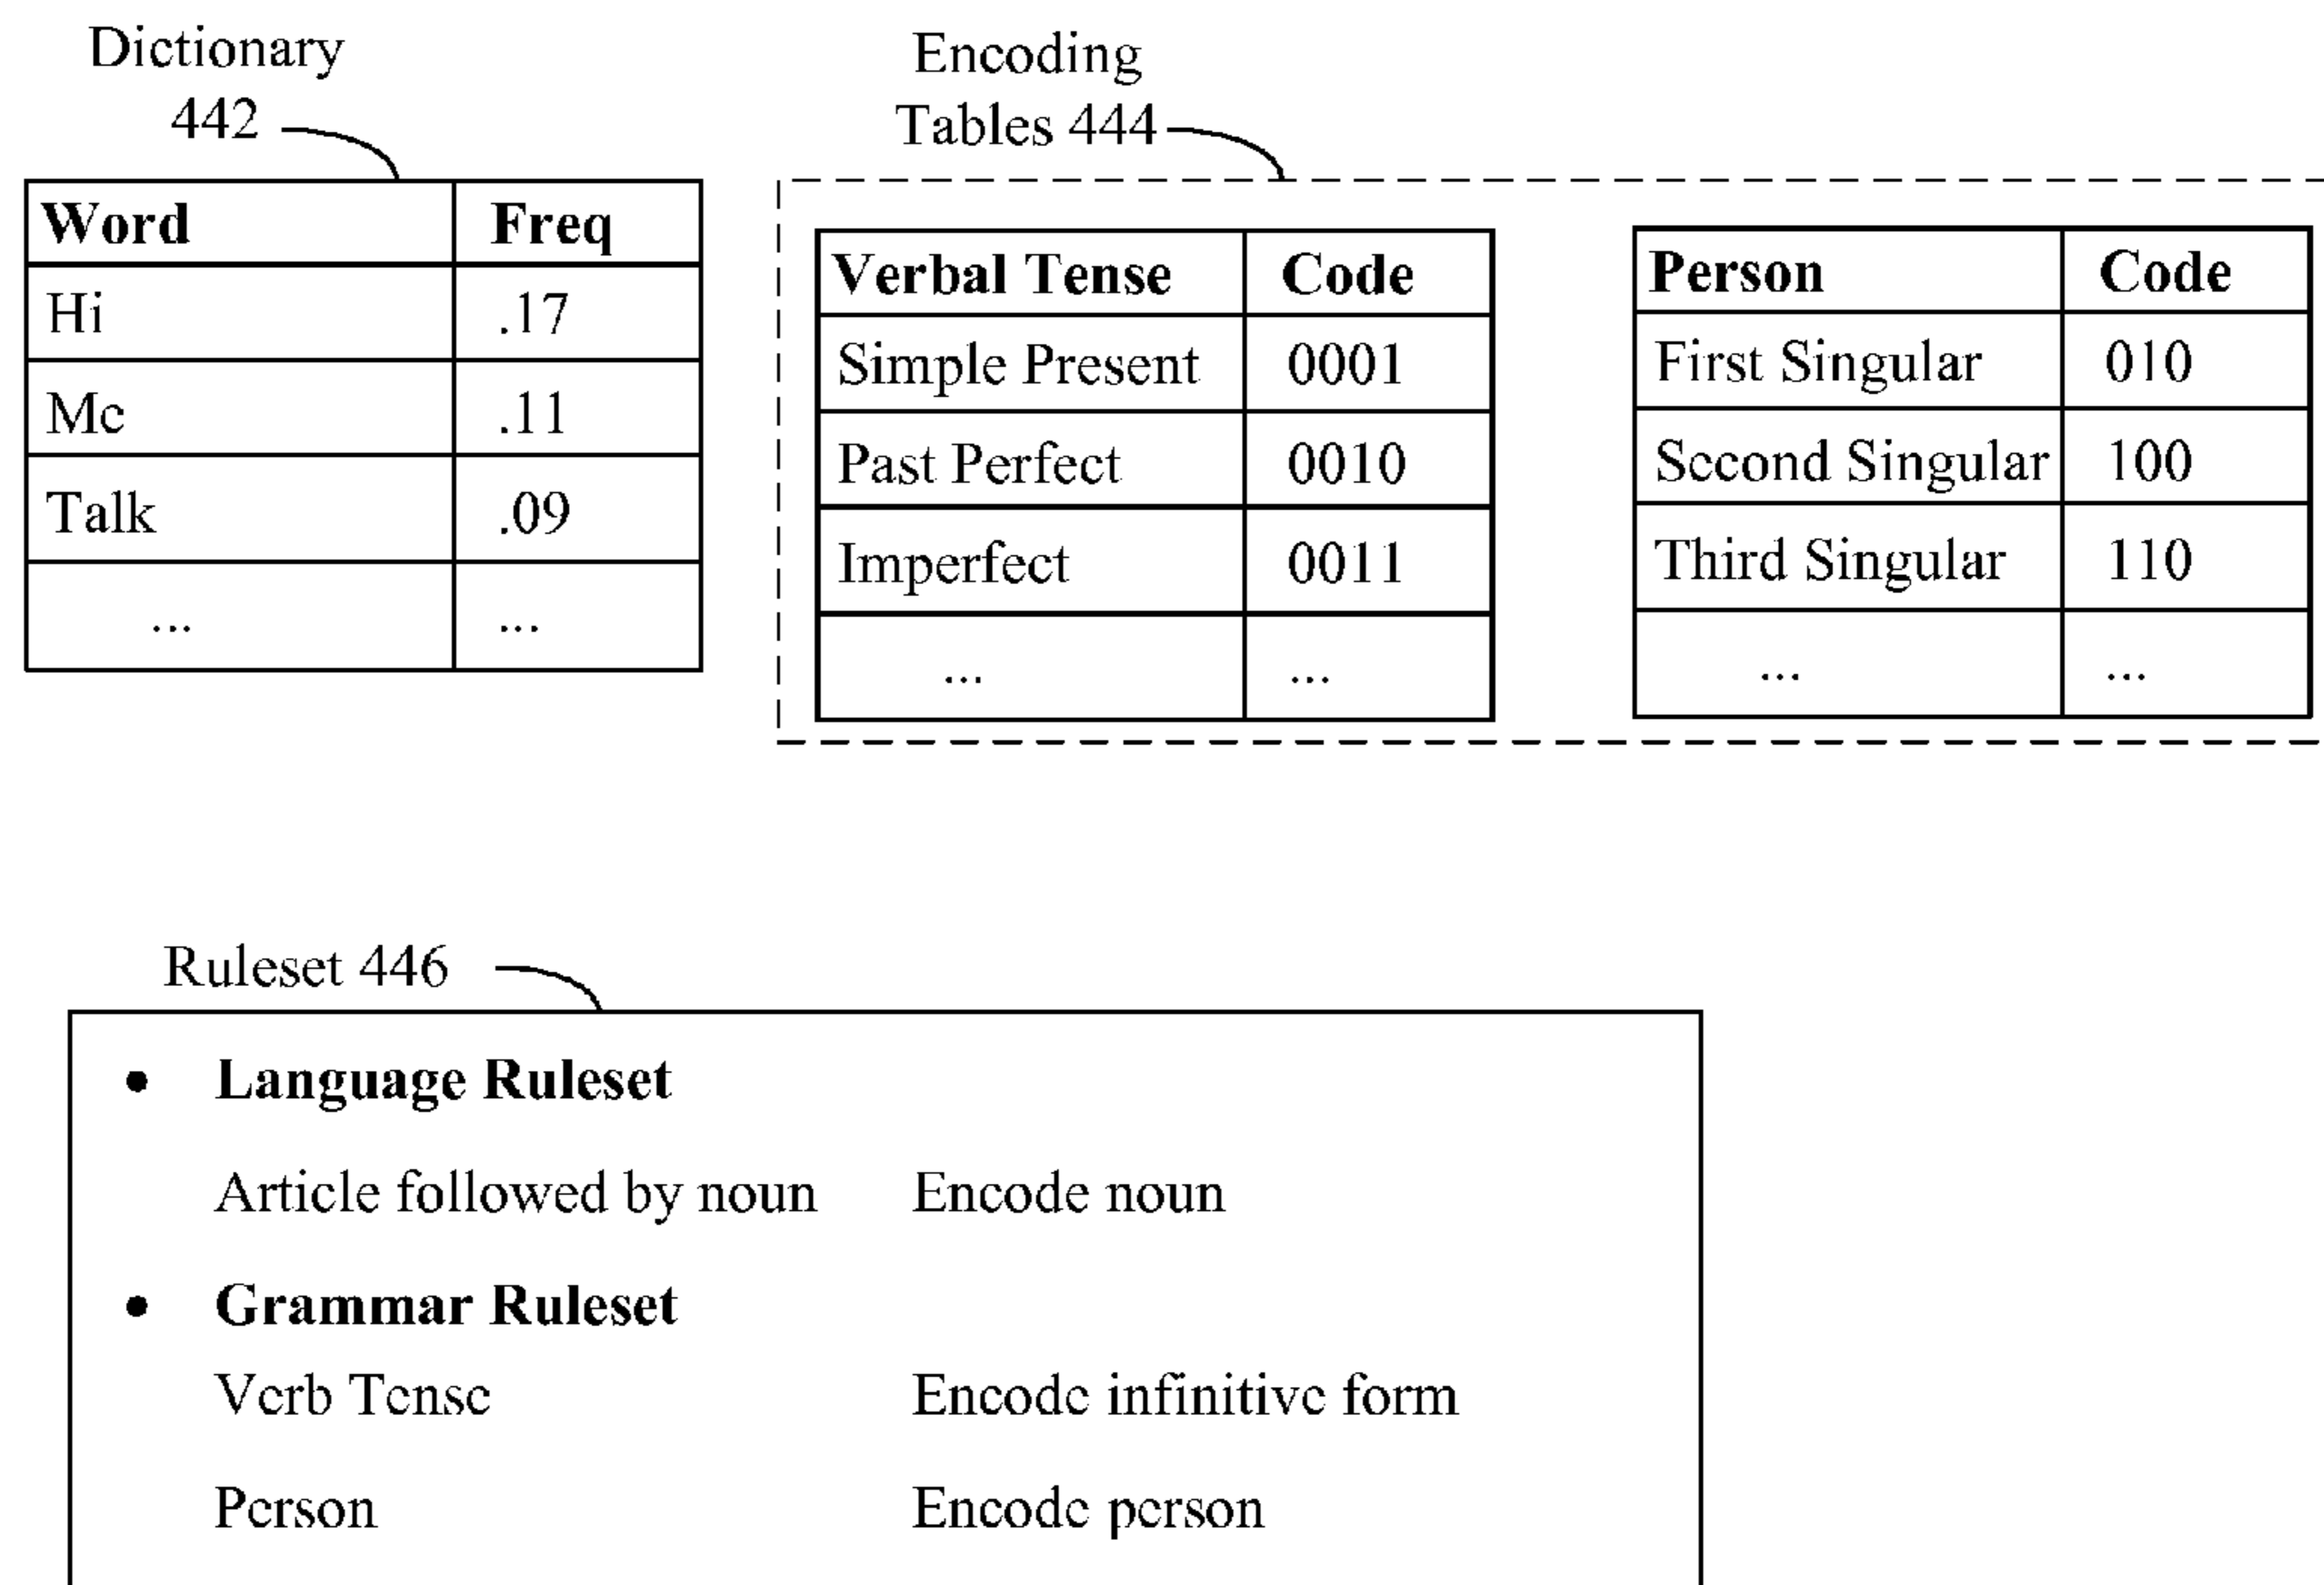 Dictionary
442
Word Freq
Hi .17
Me .11
Talk .09
... ...
Encoding
Tables 444
Verbal Tense Code
Simple Present 0001
Past Perfect 0010
Imperfect 0011
... ...
Person Code
First Singular 010
Second Singular 100
Third Singular 110
... ...
Ruleset 446
• Language Ruleset
Article followed by noun Encode noun
• Grammar Ruleset
Verb Tense Encode infinitive form
Person Encode person